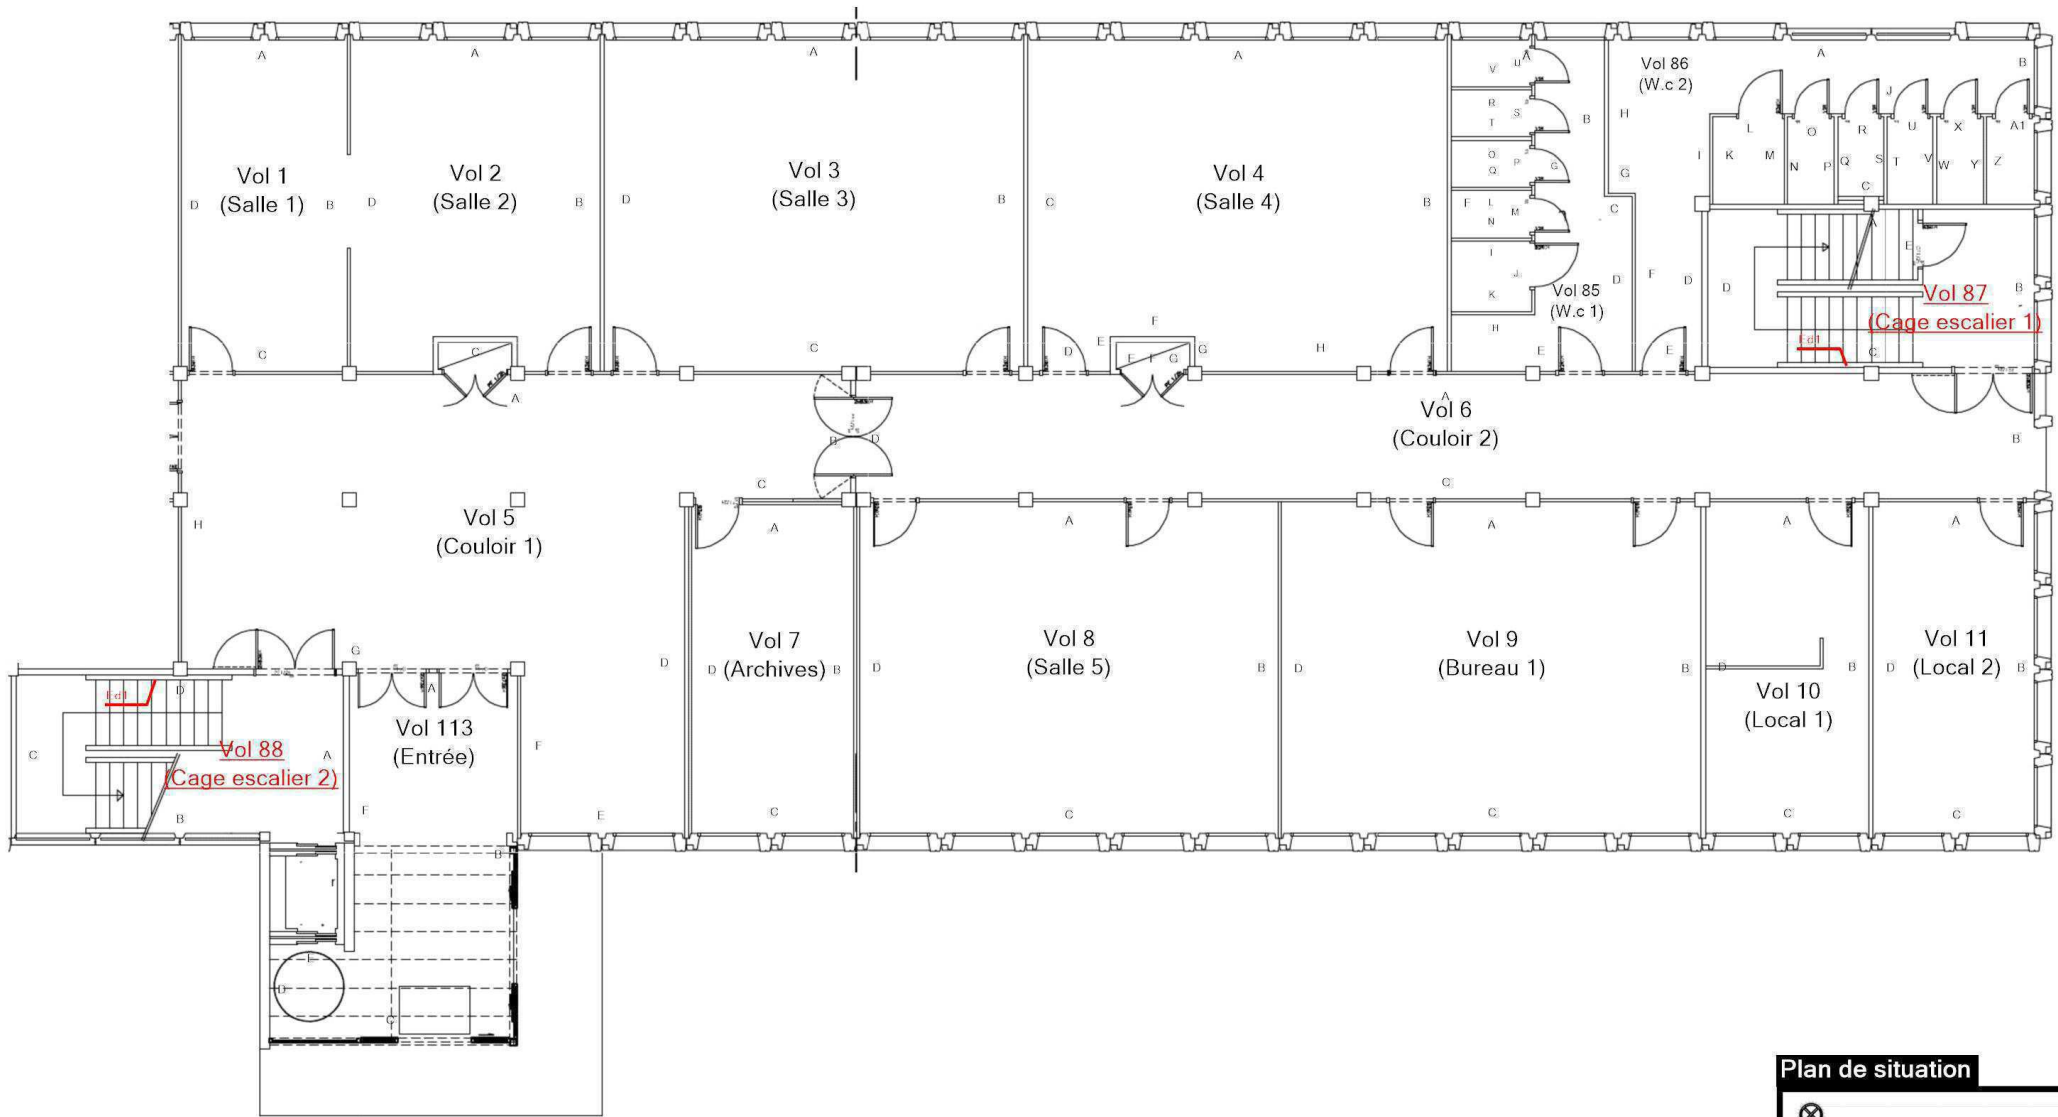 A
A
A
A
A
A
B
Vol 86
(W.c 2)
V
u
R
S
T
B
H
J
L
O
R
U
X
A1
K
M
N
P
Q
S
T
V
W
Y
Z
O
P
Q
G
I
G
C
Vol 1
(Salle 1)
Vol 2
(Salle 2)
Vol 3
(Salle 3)
Vol 4
(Salle 4)
D
B
D
B
D
B
C
B
F
L
M
N
C
A
E
I
J
K
D
F
D
D
B
Vol 85
(W.c 1)
H
Vol 87
(Cage escalier 1)
Ed1
C
C
C
C
F
E
D
E
F
G
G
H
E
E
A
A
Vol 6
(Couloir 2)
B
D
B
C
C
H
Vol 5
(Couloir 1)
A
A
A
A
A
Vol 7
(Archives)
Vol 8
(Salle 5)
Vol 9
(Bureau 1)
Vol 10
(Local 1)
Vol 11
(Local 2)
D
D
B
D
B
D
B
D
B
D
B
G
D
Ed1
A
Vol 113
(Entrée)
Vol 88
(Cage escalier 2)
C
A
F
B
F
E
C
C
C
C
C
B
r
E
D
C
Plan de situation